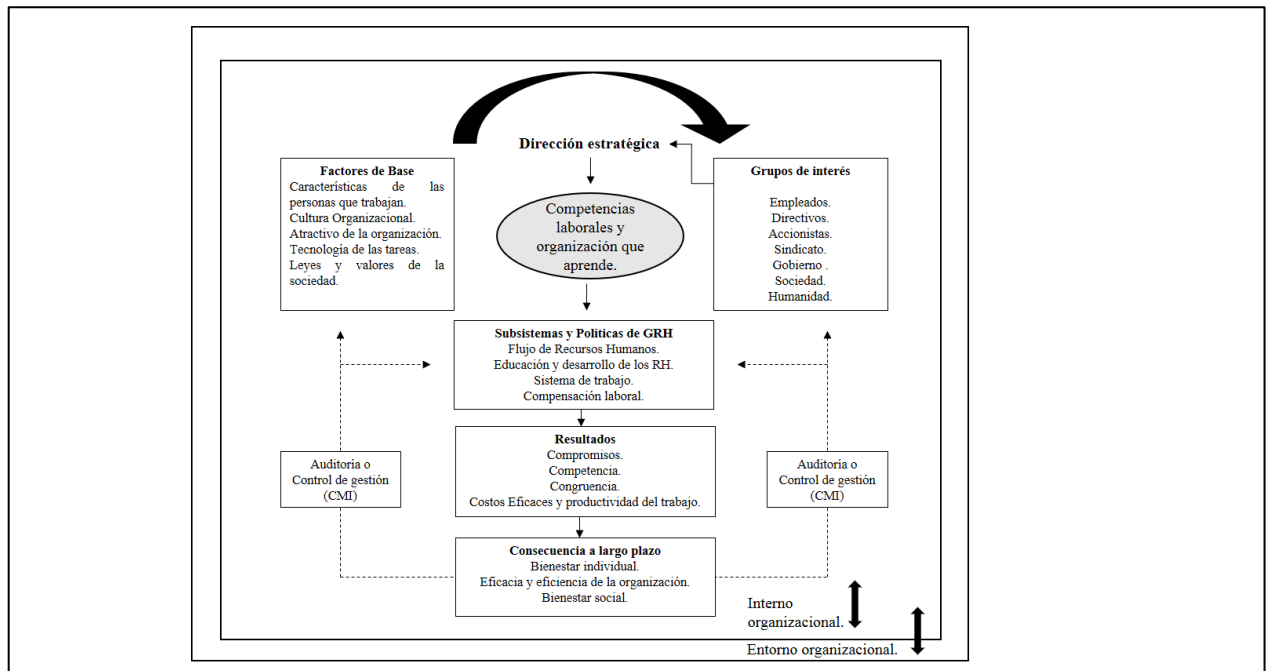 Dirección estratégica
Factores de Base
Características de las
personas que trabajan.
Cultura Organizacional.
Atractivo de la organización.
Tecnología de las tareas.
Leyes y valores de la
sociedad.
Competencias
laborales y
organización que
aprende.
Grupos de interés
Empleados.
Directivos.
Accionistas.
Sindicato.
Gobierno .
Sociedad.
Humanidad.
Subsistemas y Políticas de GRH
Flujo de Recursos Humanos.
Educación y desarrollo de los RH.
Sistema de trabajo.
Compensación laboral.
Resultados
Compromisos.
Competencia.
Congruencia.
Costos Eficaces y productividad del trabajo.
Auditoría o
Control de gestión
(CMI)
Auditoría o
Control de gestión
(CMI)
Consecuencia a largo plazo
Bienestar individual.
Eficacia y eficiencia de la organización.
Bienestar social.
Interno
organizacional.
Entorno organizacional.